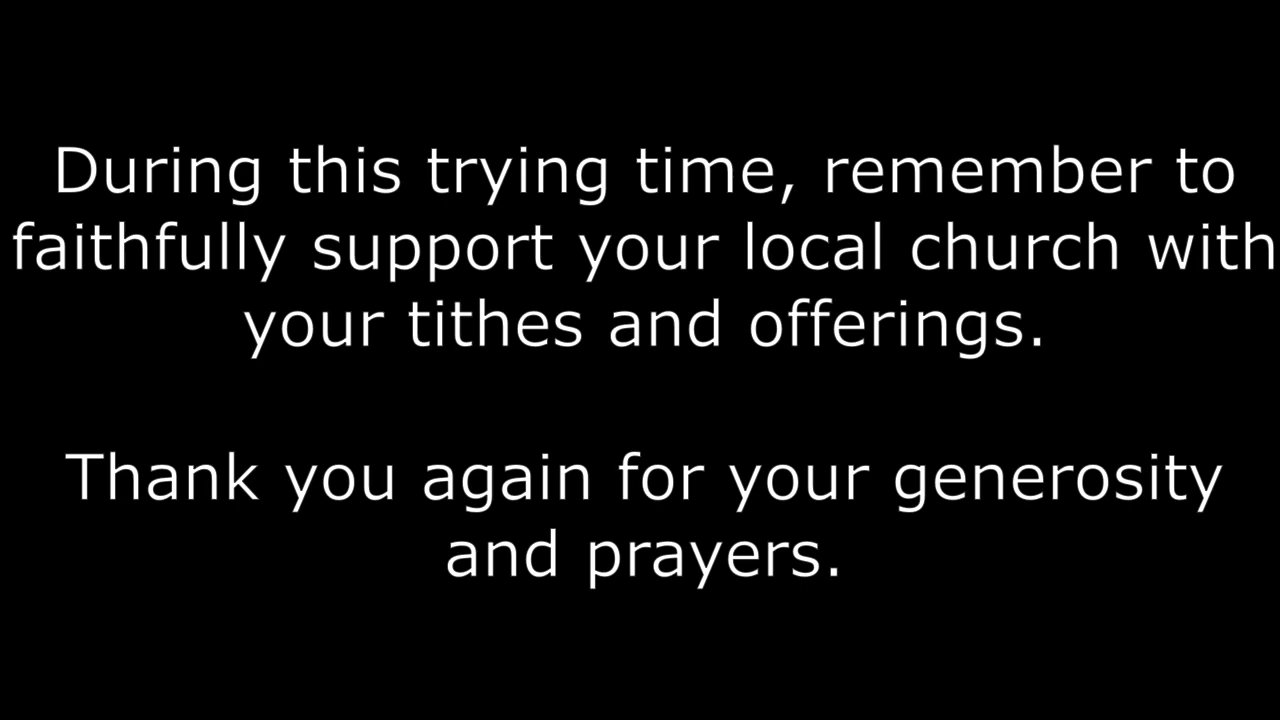 During this trying time, remember to
faithfully support your local church with
your tithes and offerings.
Thank you again for your generosity
and prayers.